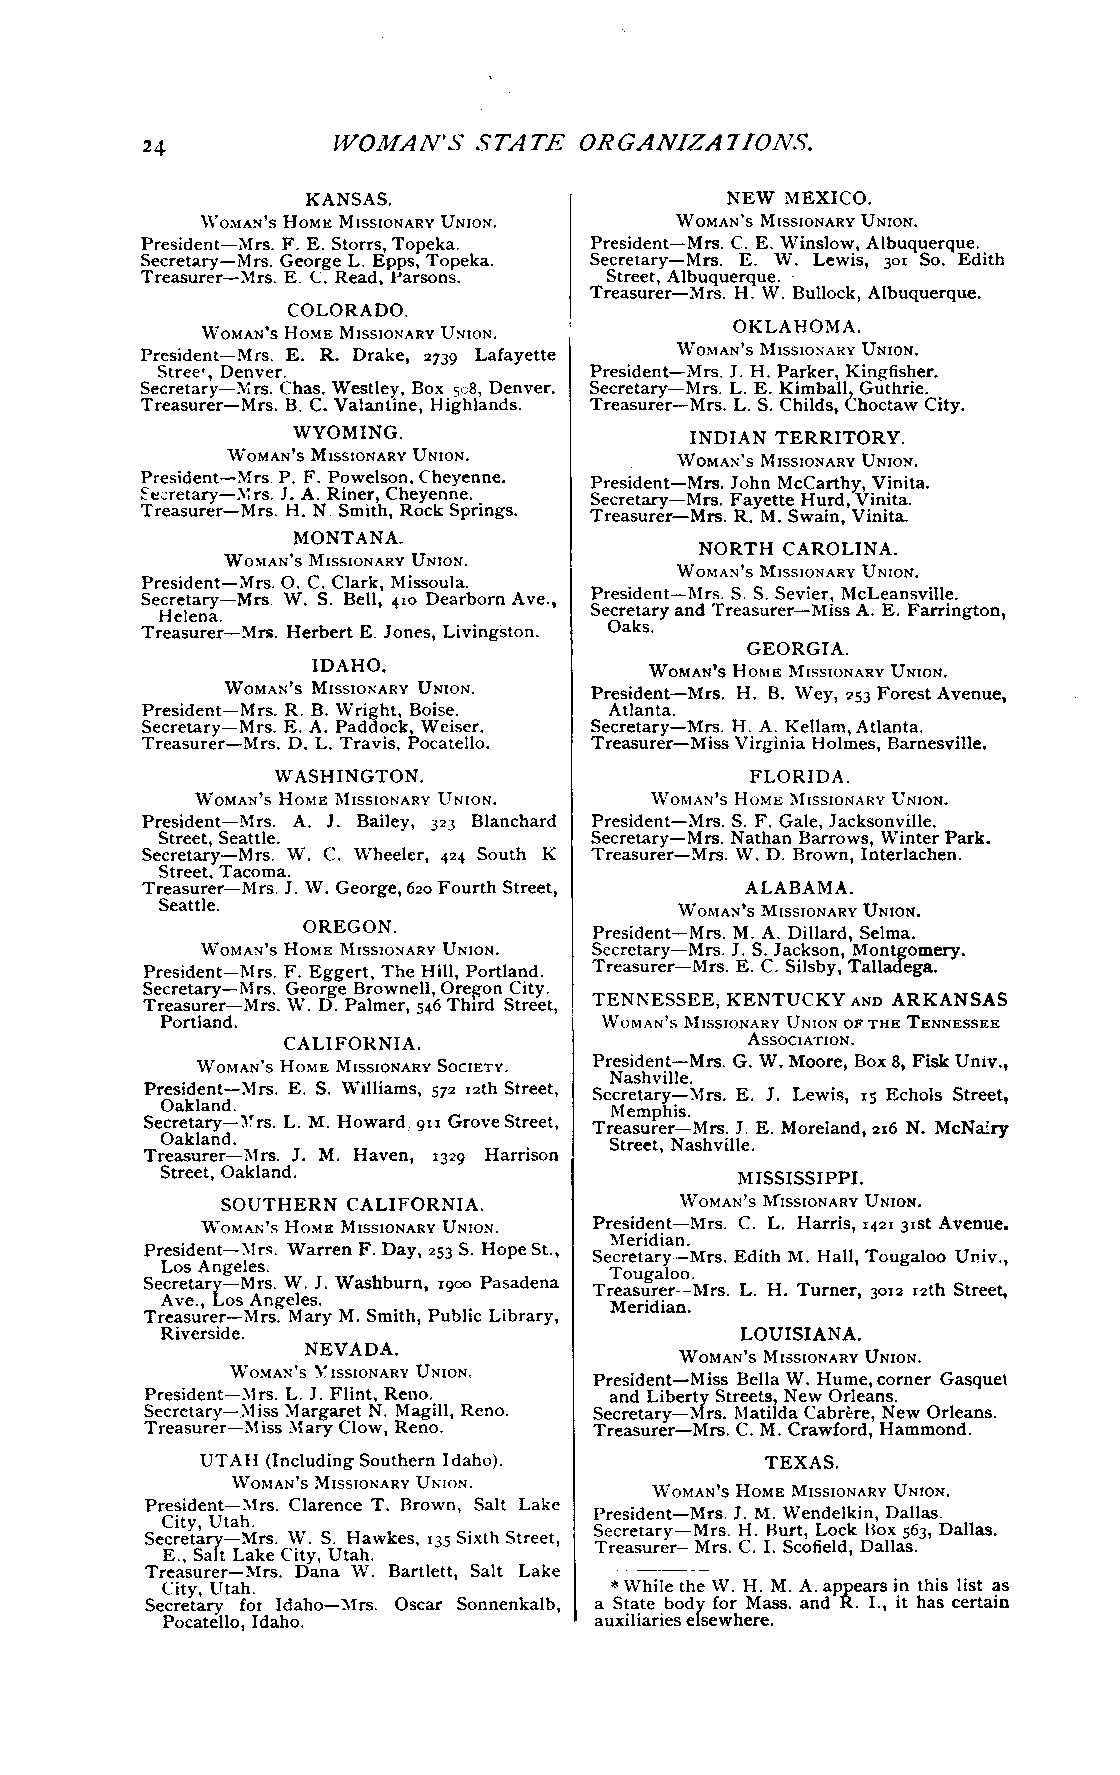 24 WOMAN'S STATE ORGANIZATIONS.
KANSAS.
WOMAN'S HOME MISSIONARY UNION.
President—Mrs. F. E. Storrs, Topeka.
Secretary—Mrs. George L. Epps, Topeka.
Treasurer—Mrs. E. C. Read, Parsons.
COLORADO.
WOMAN'S HOME MISSIONARY UNION.
President—Mrs. E. R. Drake, 2739 Lafayette
Street, Denver.
Secretary—Mrs. Chas. Westley, Box 508, Denver.
Treasurer—Mrs. B. C. Valantine, Highlands.
WYOMING.
WOMAN'S MISSIONARY UNION.
President—Mrs. P. F. Powelson, Cheyenne.
Secretary—Mrs. J. A. Riner, Cheyenne.
Treasurer—Mrs. H. N. Smith, Rock Springs.
MONTANA.
WOMAN'S MISSIONARY UNION.
President—Mrs. O. C. Clark, Missoula.
Secretary—Mrs. W. S. Bell, 410 Dearborn Ave.,
Helena.
Treasurer—Mrs. Herbert E. Jones, Livingston.
IDAHO.
WOMAN'S MISSIONARY UNION.
President—Mrs. R. B. Wright, Boise.
Secretary—Mrs. E. A. Paddock, Weiser.
Treasurer—Mrs. D. L. Travis, Pocatello.
WASHINGTON.
WOMAN'S HOME MISSIONARY UNION.
President—Mrs. A. J. Bailey, 323 Blanchard
Street, Seattle.
Secretary—Mrs. W. C. Wheeler, 424 South K
Street, Tacoma.
Treasurer—Mrs. J. W. George, 620 Fourth Street,
Seattle.
OREGON.
WOMAN'S HOME MISSIONARY UNION.
President—Mrs. F. Eggert, The Hill, Portland.
Secretary—Mrs. George Brownell, Oregon City.
Treasurer—Mrs. W. D. Palmer, 546 Third Street,
Portland.
CALIFORNIA.
WOMAN'S HOME MISSIONARY SOCIETY.
President—Mrs. E. S. Williams, 572 12th Street,
Oakland.
Secretary—Mrs. L. M. Howard, 911 Grove Street,
Oakland.
Treasurer—Mrs. J. M. Haven, 1329 Harrison
Street, Oakland.
SOUTHERN CALIFORNIA.
WOMAN'S HOME MISSIONARY UNION.
President—Mrs. Warren F. Day, 253 S. Hope St.,
Los Angeles.
Secretary—Mrs. W. J. Washburn, 1900 Pasadena
Ave., Los Angeles.
Treasurer—Mrs. Mary M. Smith, Public Library,
Riverside.
NEVADA.
WOMAN'S MISSIONARY UNION.
President—Mrs. L. J. Flint, Reno.
Secretary—Miss Margaret N. Magill, Reno.
Treasurer—Miss Mary Clow, Reno.
UTAH (Including Southern Idaho).
WOMAN'S MISSIONARY UNION.
President—Mrs. Clarence T. Brown, Salt Lake
City, Utah.
Secretary—Mrs. W. S. Hawkes, 135 Sixth Street,
E., Salt Lake City, Utah.
Treasurer—Mrs. Dana W. Bartlett, Salt Lake
City, Utah.
Secretary for Idaho—Mrs. Oscar Sonnenkalb,
Pocatello, Idaho.
NEW MEXICO.
WOMAN'S MISSIONARY UNION.
President—Mrs. C. E. Winslow, Albuquerque.
Secretary—Mrs. E. W. Lewis, 301 So. Edith
Street, Albuquerque.
Treasurer—Mrs. H. W. Bullock, Albuquerque.
OKLAHOMA.
WOMAN'S MISSIONARY UNION.
President—Mrs. J. H. Parker, Kingfisher.
Secretary—Mrs. L. E. Kimball, Guthrie.
Treasurer—Mrs. L. S. Childs, Choctaw City.
INDIAN TERRITORY.
WOMAN'S MISSIONARY UNION.
President—Mrs. John McCarthy, Vinita.
Secretary—Mrs. Fayette Hurd, Vinita.
Treasurer—Mrs. R. M. Swain, Vinita.
NORTH CAROLINA.
WOMAN'S MISSIONARY UNION.
President—Mrs. S. S. Sevier, McLeansville.
Secretary and Treasurer—Miss A. E. Farrington,
Oaks.
GEORGIA.
WOMAN'S HOME MISSIONARY UNION.
President—Mrs. H. B. Wey, 253 Forest Avenue,
Atlanta.
Secretary—Mrs. H. A. Kellam, Atlanta.
Treasurer—Miss Virginia Holmes, Barnesville.
FLORIDA.
WOMAN'S HOME MISSIONARY UNION.
President—Mrs. S. F. Gale, Jacksonville.
Secretary—Mrs. Nathan Barrows, Winter Park.
Treasurer—Mrs. W. D. Brown, Interlachen.
ALABAMA.
WOMAN'S MISSIONARY UNION.
President—Mrs. M. A. Dillard, Selma.
Secretary—Mrs. J. S. Jackson, Montgomery.
Treasurer—Mrs. E. C. Silsby, Talladega.
TENNESSEE, KENTUCKY AND ARKANSAS
WOMAN'S MISSIONARY UNION OF THE TENNESSEE
ASSOCIATION.
President—Mrs. G. W. Moore, Box 8, Fisk Univ.,
Nashville.
Secretary—Mrs. E. J. Lewis, 15 Echols Street,
Memphis.
Treasurer—Mrs. J. E. Moreland, 216 N. McNairy
Street, Nashville.
MISSISSIPPI.
WOMAN'S MISSIONARY UNION.
President—Mrs. C. L. Harris, 1421 31st Avenue.
Meridian.
Secretary—Mrs. Edith M. Hall, Tougaloo Univ.,
Tougaloo.
Treasurer—Mrs. L. H. Turner, 3012 12th Street,
Meridian.
LOUISIANA.
WOMAN'S MISSIONARY UNION.
President—Miss Bella W. Hume, corner Gasquet
and Liberty Streets, New Orleans.
Secretary—Mrs. Matilda Cabrère, New Orleans.
Treasurer—Mrs. C. M. Crawford, Hammond.
TEXAS.
WOMAN'S HOME MISSIONARY UNION.
President—Mrs. J. M. Wendelkin, Dallas.
Secretary—Mrs. H. Burt, Lock Box 563, Dallas.
Treasurer—Mrs. C. I. Scofield, Dallas.
* While the W. H. M. A. appears in this list as
a State body for Mass. and R. I., it has certain
auxiliaries elsewhere.